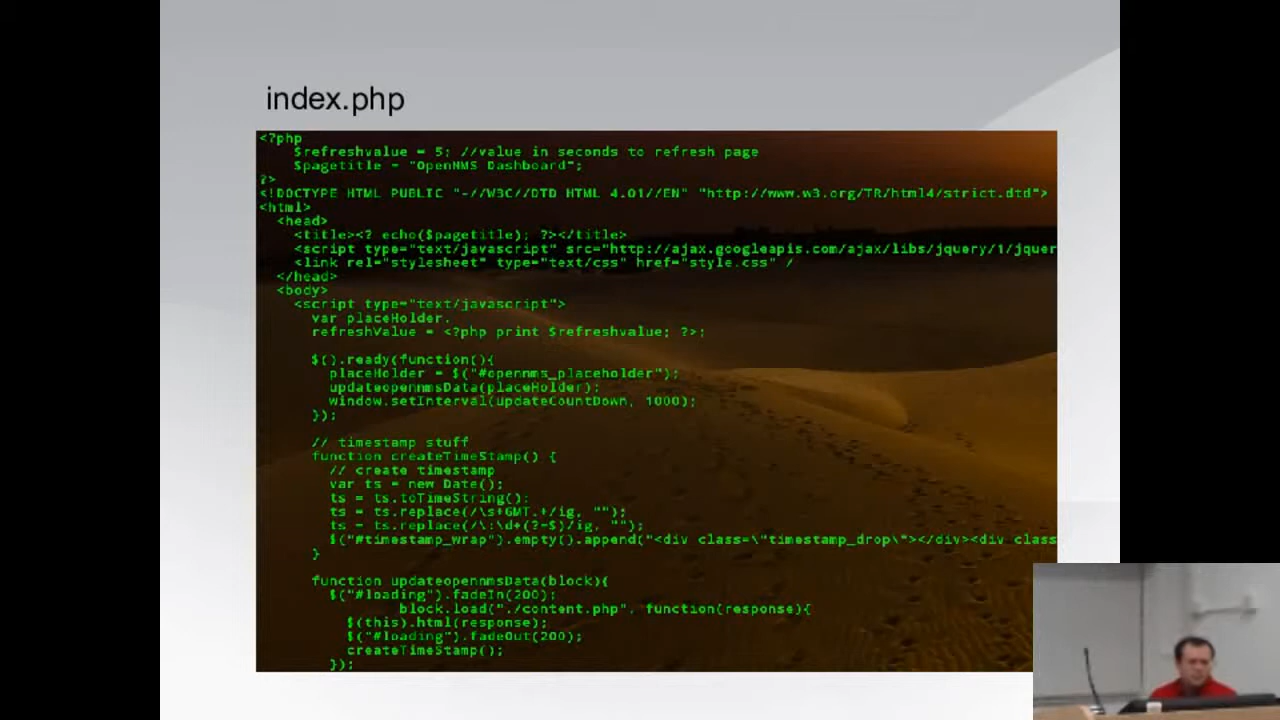 index.php
<?php
$refreshvalue = 5; //value in seconds to refresh page
$pagetitle = "OpenNMS Dashboard";
?>
<!DOCTYPE HTML PUBLIC "-//W3C//DTD HTML 4.01//EN" "http://www.w3.org/TR/html4/strict.dtd">
<html>
<head>
<title><? echo($pagetitle); ?></title>
<script type="text/javascript" src="http://ajax.googleapis.com/ajax/libs/jquery/1/jquer
<link rel="stylesheet" type="text/css" href="style.css" /
</head>
<body>
<script type="text/javascript">
var placeHolder,
refreshValue = <?php print $refreshvalue; ?>;
$().ready(function(){
placeHolder = $("#opennms_placeholder");
updateopennmsData(placeHolder);
window.setInterval(updateCountDown, 1000);
});
// timestamp stuff
function createTimeStamp() {
// create timestamp
var ts = new Date();
ts = ts.toTimeString();
ts = ts.replace(/\s+GMT.+/ig, "");
ts = ts.replace(/\:\d+(?=$)/ig, "");
$("#timestamp_wrap").empty().append("<div class=\"timestamp_drop\"></div><div class
}
function updateopennmsData(block){
$("#loading").fadeIn(200);
block.load("./content.php", function(response){
$(this).html(response);
$("#loading").fadeOut(200);
createTimeStamp();
});